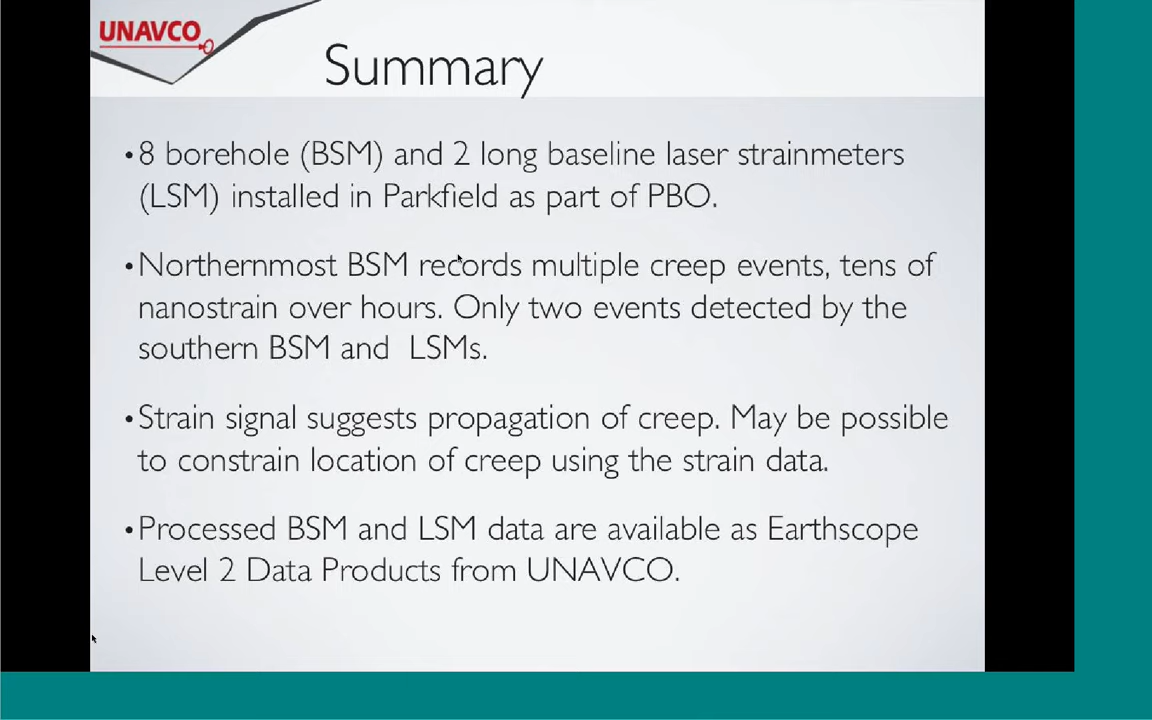 UNAVCO
Summary
•8 borehole (BSM) and 2 long baseline laser strainmeters
(LSM) installed in Parkfield as part of PBO.
•Northernmost BSM records multiple creep events, tens of
nanostrain over hours. Only two events detected by the
southern BSM and  LSMs.
•Strain signal suggests propagation of creep. May be possible
to constrain location of creep using the strain data.
•Processed BSM and LSM data are available as Earthscope
Level 2 Data Products from UNAVCO.